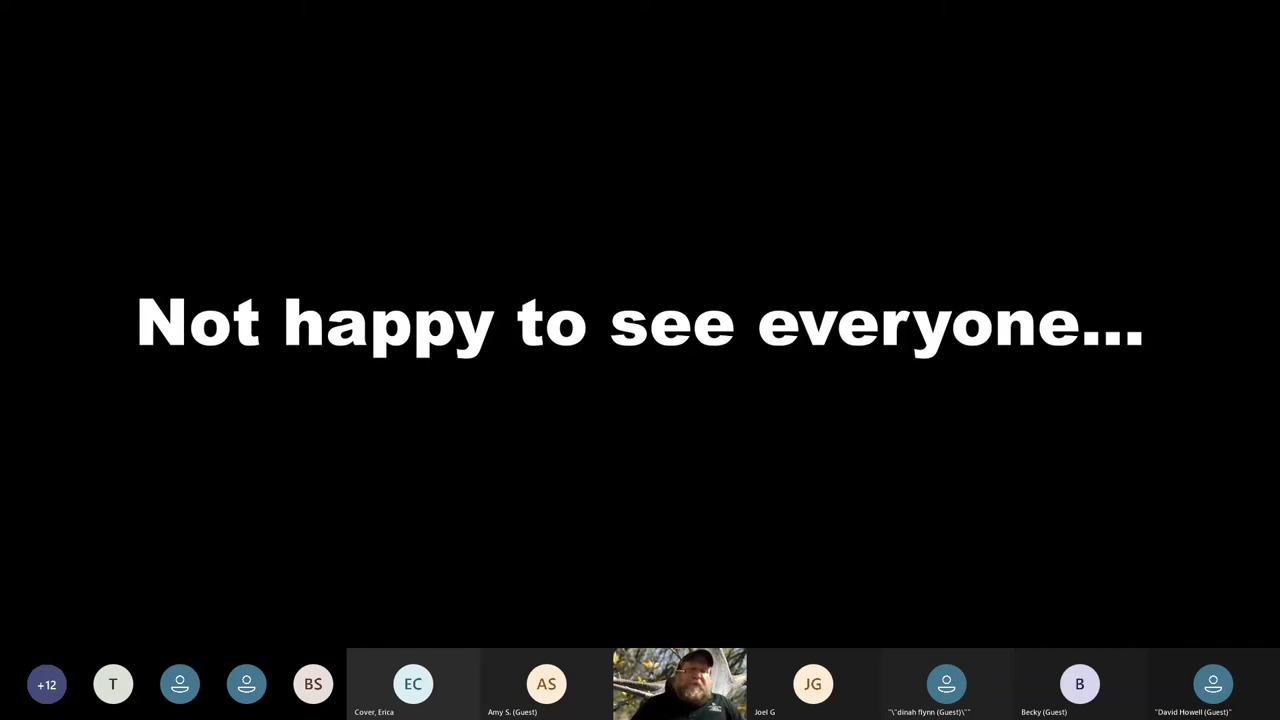 Not happy to see everyone...
+12
T
BS
EC
Cover, Erica
AS
Amy S. (Guest)
JG
Joel G
"\"dinah flynn (Guest)\""
B
Becky (Guest)
"David Howell (Guest)"